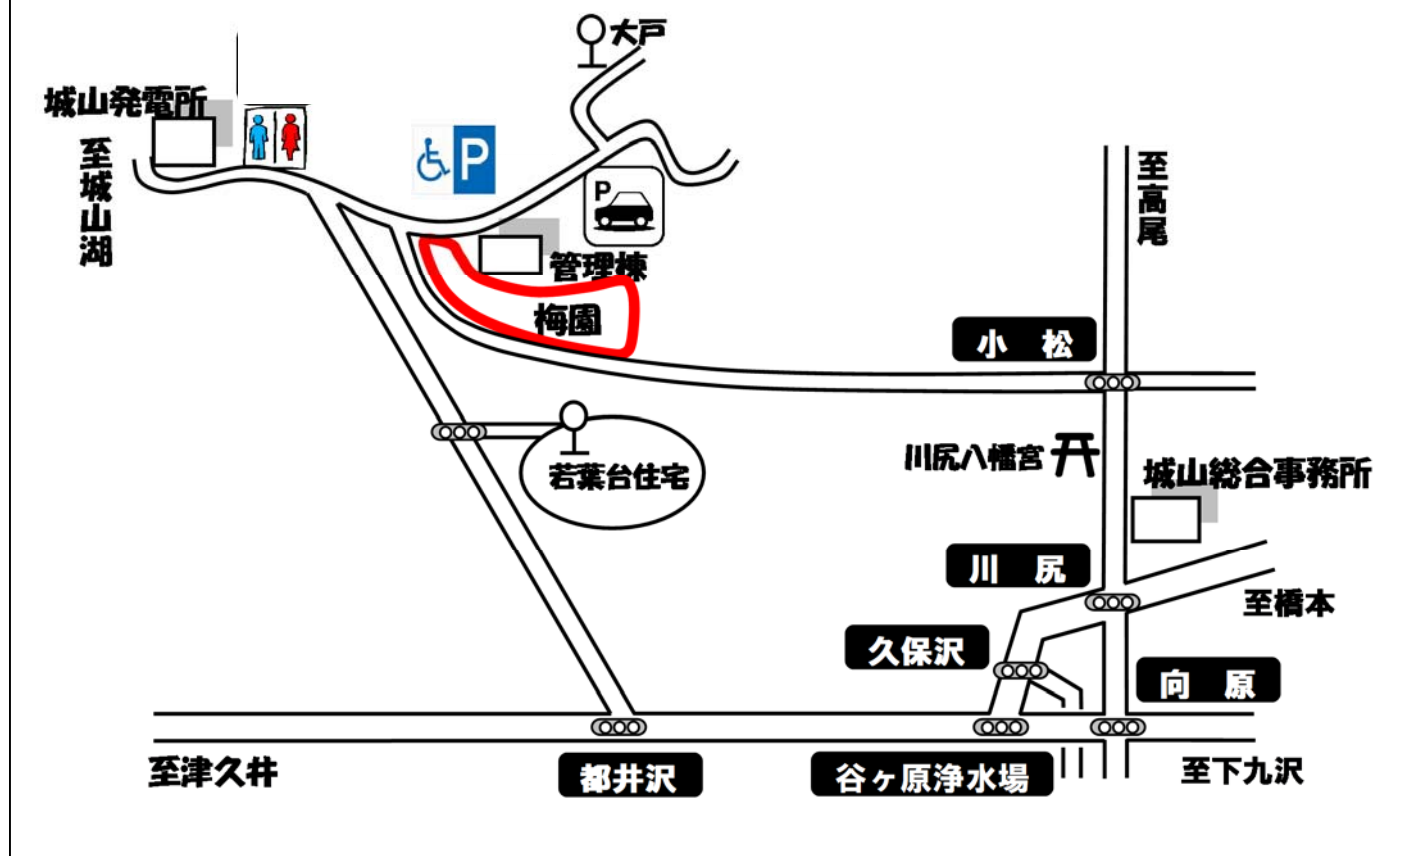 大戸
城山発電所
至城山湖
P
P
管理棟
梅園
至高尾
小 松
川尻八幡宮
城山総合事務所
若葉台住宅
川 尻
至橋本
久保沢
向 原
至津久井
都井沢
谷ヶ原浄水場
至下九沢